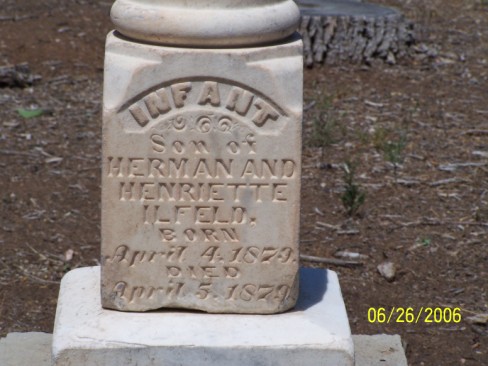 INFANT
Son of
HERMAN AND
HENRIETTE
ILFELD.
BORN
April 4. 1879.
DIED
April 5. 1879.
06/26/2006